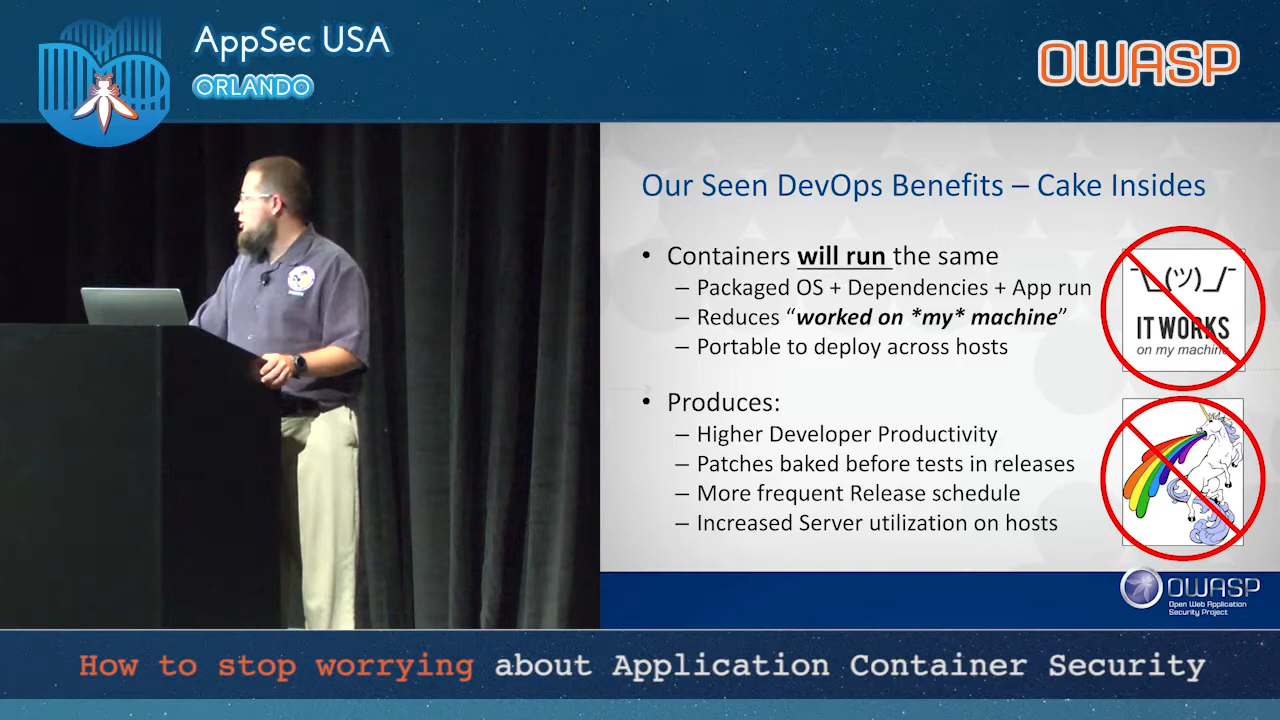 AppSec USA
ORLANDO
OWASP
Our Seen DevOps Benefits – Cake Insides
• Containers will run the same
– Packaged OS + Dependencies + App run
– Reduces “worked on *my* machine”
– Portable to deploy across hosts
¯\_(ツ)_/¯
IT WORKS
on my machine
• Produces:
– Higher Developer Productivity
– Patches baked before tests in releases
– More frequent Release schedule
– Increased Server utilization on hosts
OWASP
Open Web Application
Security Project
How to stop worrying about Application Container Security